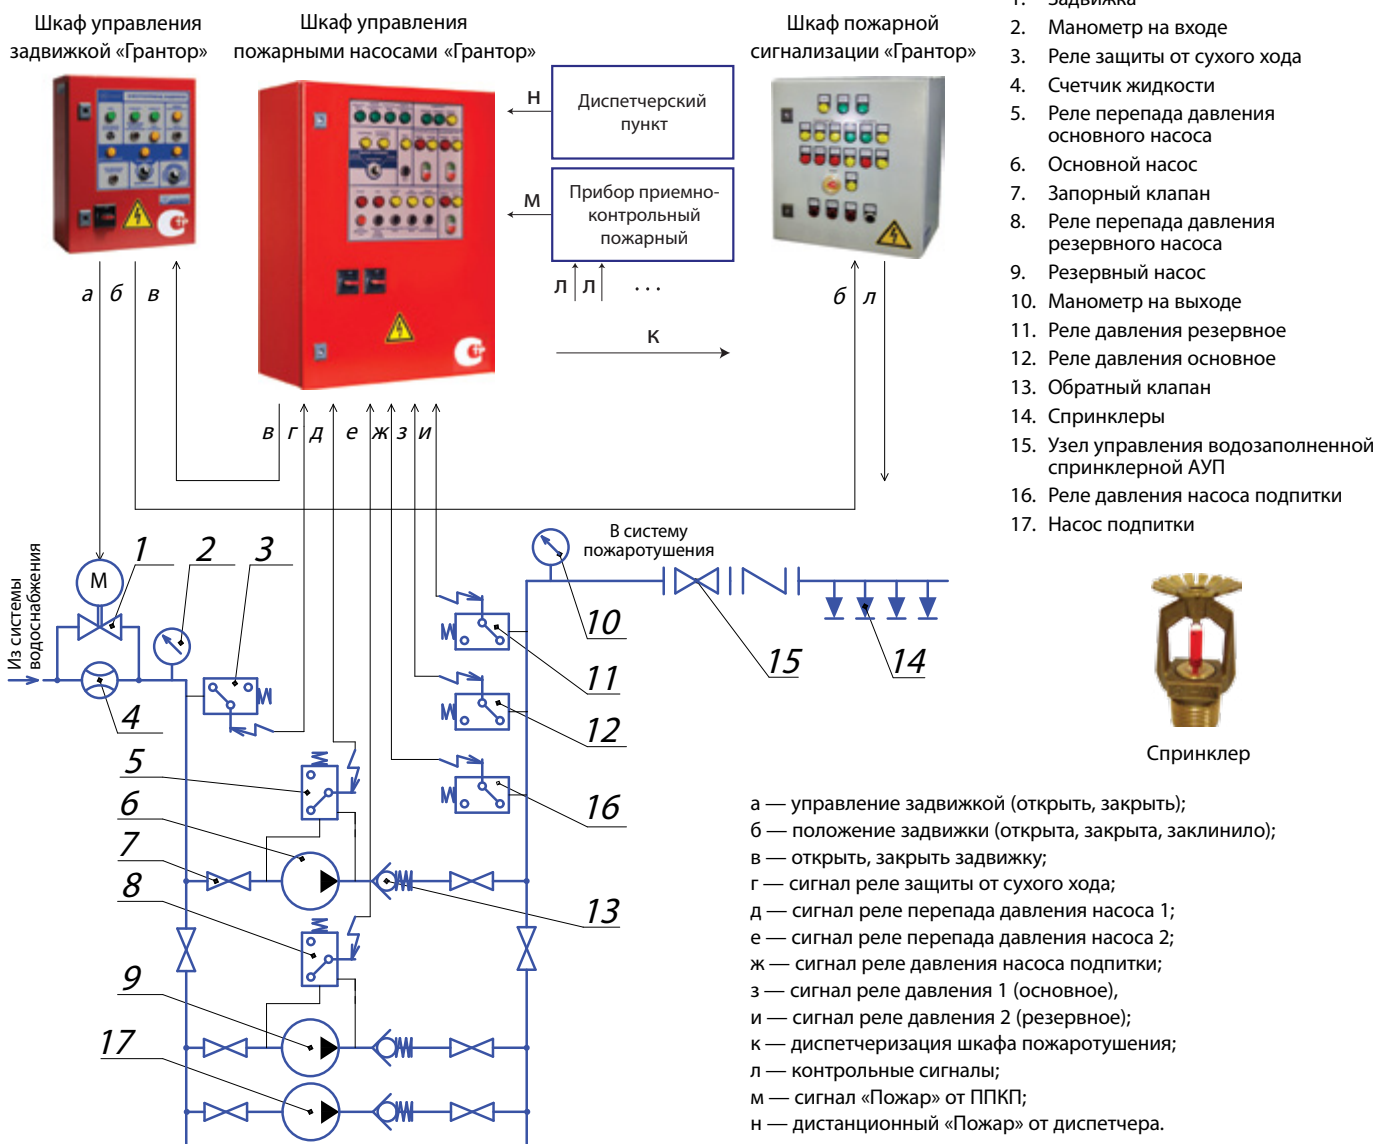 Шкаф управления
задвижкой «Грантор»
Шкаф управления
пожарными насосами «Грантор»
Шкаф пожарной
сигнализации «Грантор»
Диспетчерский
пункт
Прибор приемно-
контрольный
пожарный
н
м
л л ...
к
а б в
в г д е ж з и
б л
1. Задвижка
2. Манометр на входе
3. Реле защиты от сухого хода
4. Счетчик жидкости
5. Реле перепада давления
основного насоса
6. Основной насос
7. Запорный клапан
8. Реле перепада давления
резервного насоса
9. Резервный насос
10. Манометр на выходе
11. Реле давления резервное
12. Реле давления основное
13. Обратный клапан
14. Спринклеры
15. Узел управления водозаполненной
спринклерной АУП
16. Реле давления насоса подпитки
17. Насос подпитки
Из системы
водоснабжения
М
1
2
3
4
5
6
7
8
9
17
В систему
пожаротушения
10
11
12
16
13
15
14
Спринклер
а — управление задвижкой (открыть, закрыть);
б — положение задвижки (открыта, закрыта, заклинило);
в — открыть, закрыть задвижку;
г — сигнал реле защиты от сухого хода;
д — сигнал реле перепада давления насоса 1;
е — сигнал реле перепада давления насоса 2;
ж — сигнал реле давления насоса подпитки;
з — сигнал реле давления 1 (основное),
и — сигнал реле давления 2 (резервное);
к — диспетчеризация шкафа пожаротушения;
л — контрольные сигналы;
м — сигнал «Пожар» от ППКП;
н — дистанционный «Пожар» от диспетчера.